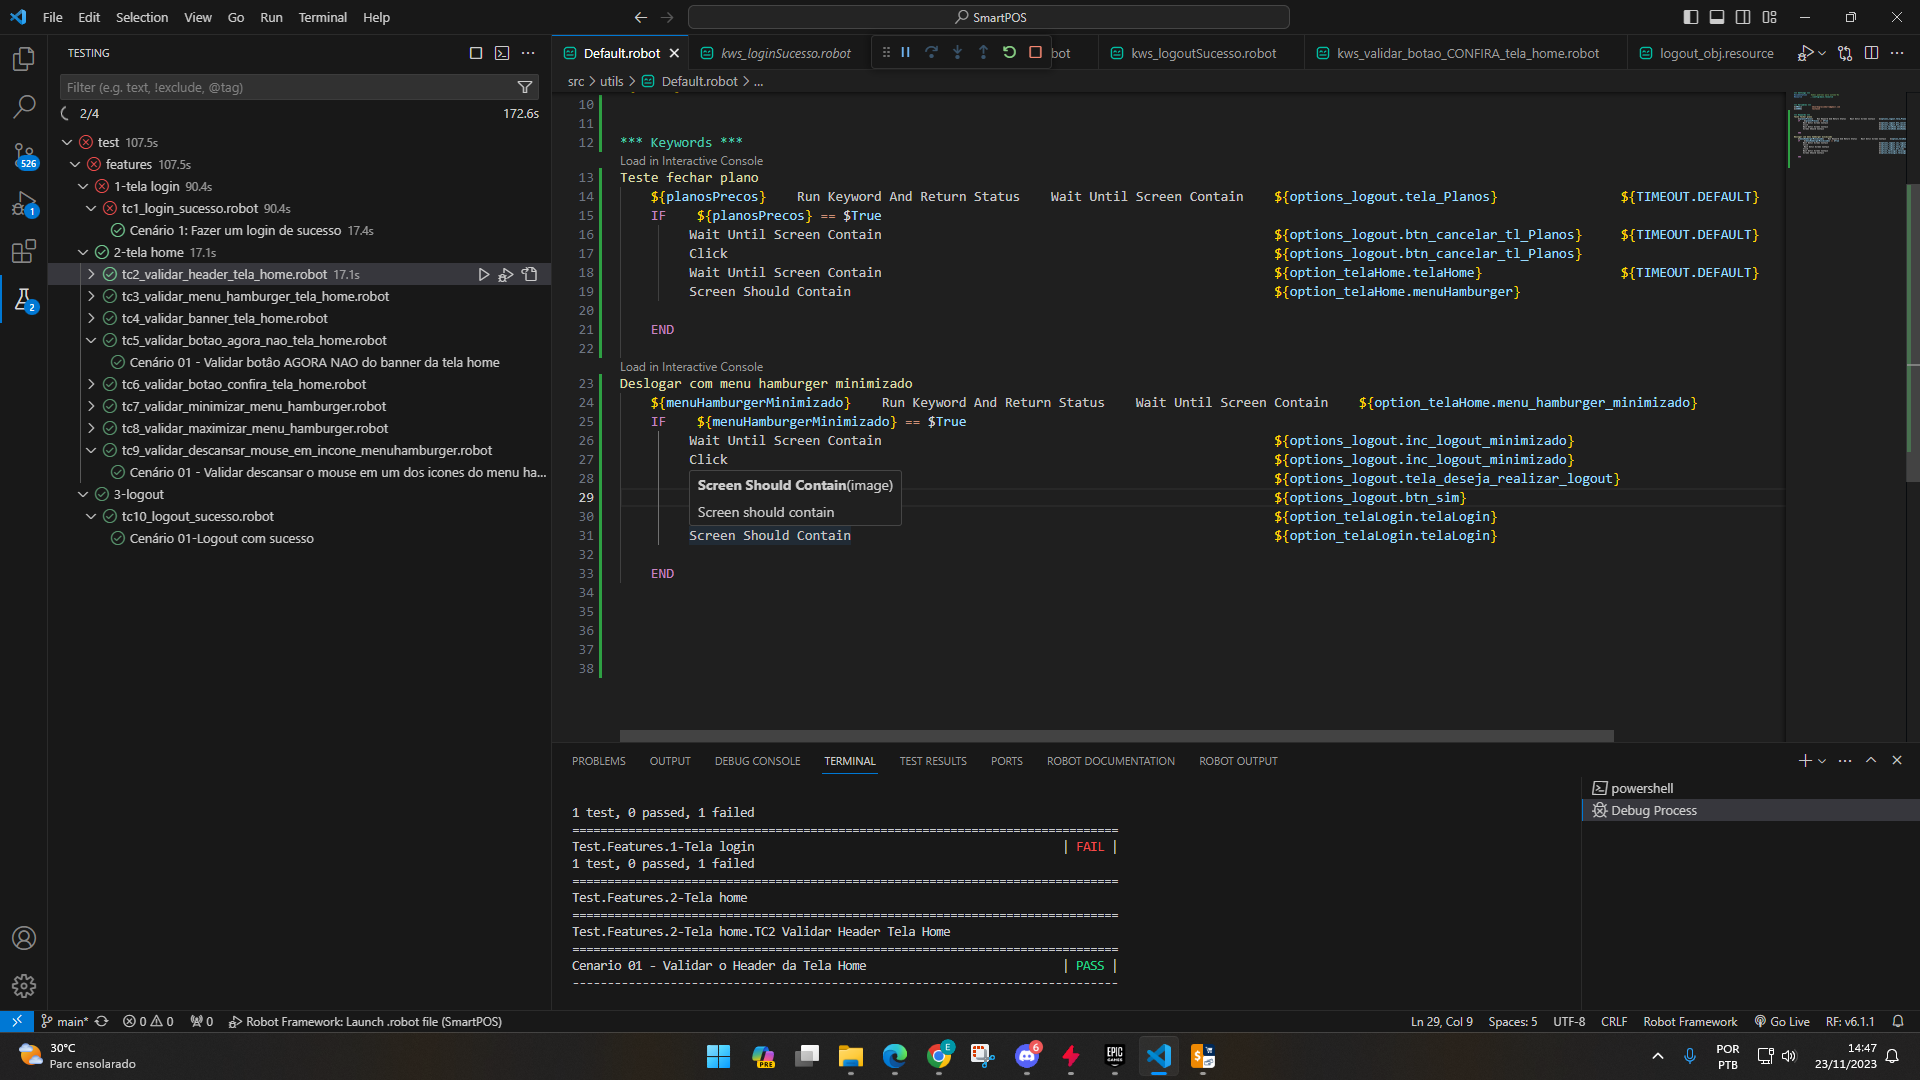 File Edit Selection View Go Run Terminal Help
SmartPOS
TESTING
Filter (e.g. text, !exclude, @tag)
2/4 172.6s
test 107.5s
features 107.5s
1-tela login 90.4s
tc1_login_sucesso.robot 90.4s
Cenário 1: Fazer um login de sucesso 17.4s
2-tela home 17.1s
tc2_validar_header_tela_home.robot 17.1s
tc3_validar_menu_hamburger_tela_home.robot
tc4_validar_banner_tela_home.robot
tc5_validar_botao_agora_nao_tela_home.robot
Cenário 01 - Validar botâo AGORA NAO do banner da tela home
tc6_validar_botao_confira_tela_home.robot
tc7_validar_minimizar_menu_hamburger.robot
tc8_validar_maximizar_menu_hamburger.robot
tc9_validar_descansar_mouse_em_incone_menuhamburger.robot
Cenário 01 - Validar descansar o mouse em um dos icones do menu ha...
3-logout
tc10_logout_sucesso.robot
Cenário 01-Logout com sucesso
526
1
2
Default.robot kws_loginSucesso.robot bot kws_logoutSucesso.robot kws_validar_botao_CONFIRA_tela_home.robot logout_obj.resource
src > utils > Default.robot > ...
10
11
12 *** Keywords ***
Load in Interactive Console
13 Teste fechar plano
14 ${planosPrecos} Run Keyword And Return Status Wait Until Screen Contain ${options_logout.tela_Planos} ${TIMEOUT.DEFAULT}
15 IF ${planosPrecos} == $True
16 Wait Until Screen Contain ${options_logout.btn_cancelar_tl_Planos} ${TIMEOUT.DEFAULT}
17 Click ${options_logout.btn_cancelar_tl_Planos}
18 Wait Until Screen Contain ${option_telaHome.telaHome} ${TIMEOUT.DEFAULT}
19 Screen Should Contain ${option_telaHome.menuHamburger}
20
21 END
22
Load in Interactive Console
23 Deslogar com menu hamburger minimizado
24 ${menuHamburgerMinimizado} Run Keyword And Return Status Wait Until Screen Contain ${option_telaHome.menu_hamburger_minimizado}
25 IF ${menuHamburgerMinimizado} == $True
26 Wait Until Screen Contain ${options_logout.inc_logout_minimizado}
27 Click ${options_logout.inc_logout_minimizado}
28 ${options_logout.tela_deseja_realizar_logout}
29 ${options_logout.btn_sim}
30 ${option_telaLogin.telaLogin}
31 Screen Should Contain ${option_telaLogin.telaLogin}
32
33 END
34
35
36
37
38
Screen Should Contain(image)
Screen should contain
PROBLEMS OUTPUT DEBUG CONSOLE TERMINAL TEST RESULTS PORTS ROBOT DOCUMENTATION ROBOT OUTPUT
powershell
Debug Process
1 test, 0 passed, 1 failed
==============================================================================
Test.Features.1-Tela login | FAIL |
1 test, 0 passed, 1 failed
==============================================================================
Test.Features.2-Tela home
==============================================================================
Test.Features.2-Tela home.TC2 Validar Header Tela Home
==============================================================================
Cenario 01 - Validar o Header da Tela Home | PASS |
------------------------------------------------------------------------------
main* 0 0 0 Robot Framework: Launch .robot file (SmartPOS) Ln 29, Col 9 Spaces: 5 UTF-8 CRLF Robot Framework Go Live RF: v6.1.1
30°C
Parc ensolarado
PRE
E
6
EPIC
GAMES
POR
PTB
14:47
23/11/2023